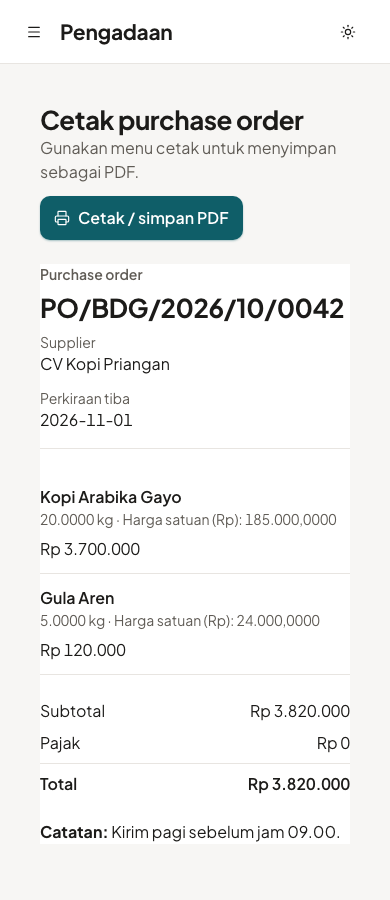 Pengadaan
Cetak purchase order
Gunakan menu cetak untuk menyimpan
sebagai PDF.
Cetak / simpan PDF
Purchase order
PO/BDG/2026/10/0042
Supplier
CV Kopi Priangan
Perkiraan tiba
2026-11-01
Kopi Arabika Gayo
20.0000 kg · Harga satuan (Rp): 185.000,0000
Rp 3.700.000
Gula Aren
5.0000 kg · Harga satuan (Rp): 24.000,0000
Rp 120.000
Subtotal Rp 3.820.000
Pajak Rp 0
Total Rp 3.820.000
Catatan: Kirim pagi sebelum jam 09.00.